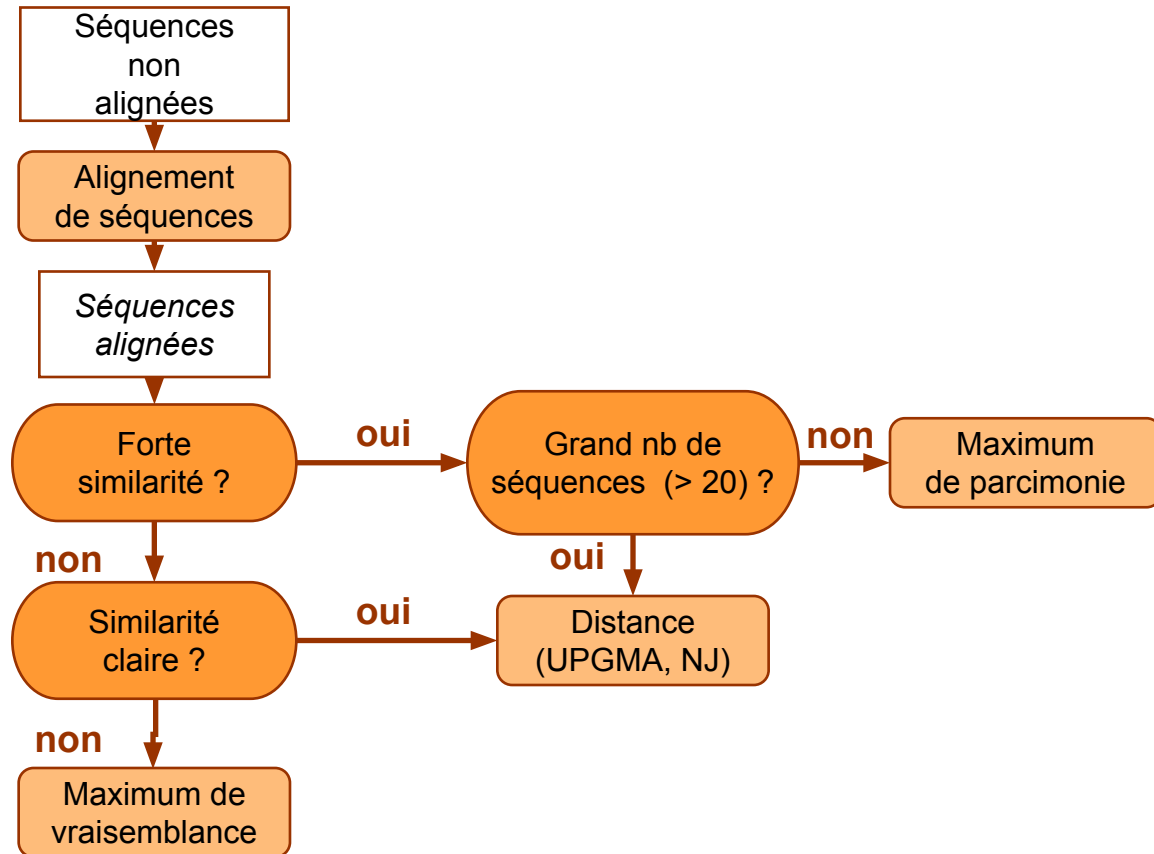 Séquences
non
alignées
Alignement
de séquences
Séquences
alignées
Forte
similarité ?
oui
Grand nb de
séquences (> 20) ?
non
Maximum
de parcimonie
non
oui
Similarité
claire ?
oui
Distance
(UPGMA, NJ)
non
Maximum de
vraisemblance